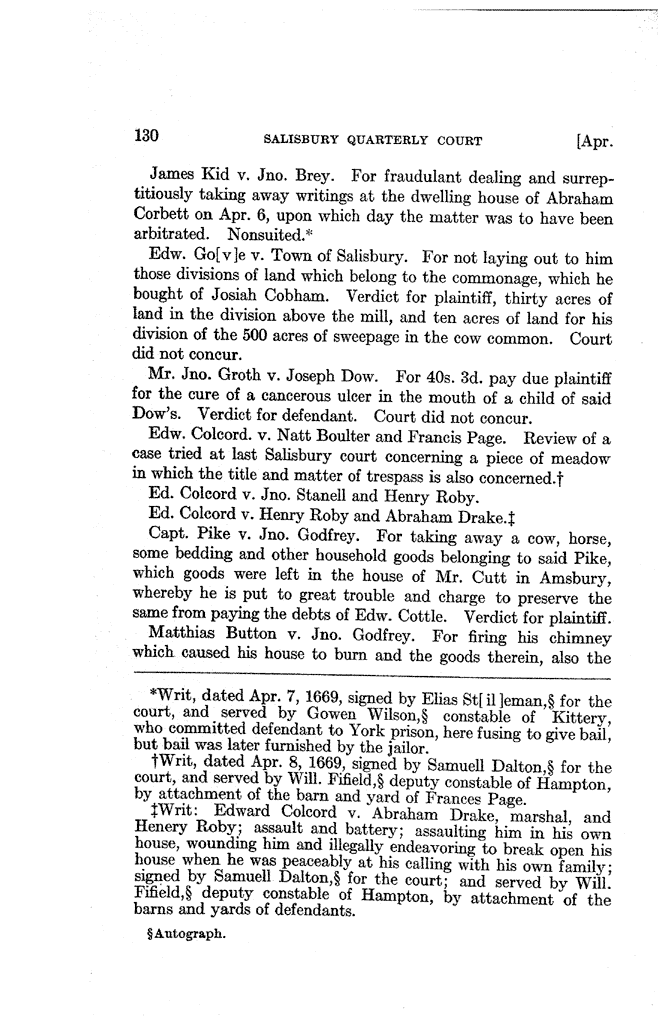 130 SALISBURY QUARTERLY COURT [Apr.
James Kid v. Jno. Brey. For fraudulant dealing and surrep-
titiously taking away writings at the dwelling house of Abraham
Corbett on Apr. 6, upon which day the matter was to have been
arbitrated. Nonsuited.*
Edw. Go[v]e v. Town of Salisbury. For not laying out to him
those divisions of land which belong to the commonage, which he
bought of Josiah Cobham. Verdict for plaintiff, thirty acres of
land in the division above the mill, and ten acres of land for his
division of the 500 acres of sweepage in the cow common. Court
did not concur.
Mr. Jno. Groth v. Joseph Dow. For 40s. 3d. pay due plaintiff
for the cure of a cancerous ulcer in the mouth of a child of said
Dow's. Verdict for defendant. Court did not concur.
Edw. Colcord. v. Natt Boulter and Francis Page. Review of a
case tried at last Salisbury court concerning a piece of meadow
in which the title and matter of trespass is also concerned.†
Ed. Colcord v. Jno. Stanell and Henry Roby.
Ed. Colcord v. Henry Roby and Abraham Drake.‡
Capt. Pike v. Jno. Godfrey. For taking away a cow, horse,
some bedding and other household goods belonging to said Pike,
which goods were left in the house of Mr. Cutt in Amsbury,
whereby he is put to great trouble and charge to preserve the
same from paying the debts of Edw. Cottle. Verdict for plaintiff.
Matthias Button v. Jno. Godfrey. For firing his chimney
which caused his house to burn and the goods therein, also the
*Writ, dated Apr. 7, 1669, signed by Elias St[il]eman,§ for the
court, and served by Gowen Wilson,§ constable of Kittery,
who committed defendant to York prison, here fusing to give bail,
but bail was later furnished by the jailor.
†Writ, dated Apr. 8, 1669, signed by Samuell Dalton,§ for the
court, and served by Will. Fifield,§ deputy constable of Hampton,
by attachment of the barn and yard of Frances Page.
‡Writ: Edward Colcord v. Abraham Drake, marshal, and
Henery Roby; assault and battery; assaulting him in his own
house, wounding him and illegally endeavoring to break open his
house when he was peaceably at his calling with his own family;
signed by Samuell Dalton,§ for the court; and served by Will.
Fifield,§ deputy constable of Hampton, by attachment of the
barns and yards of defendants.
§Autograph.